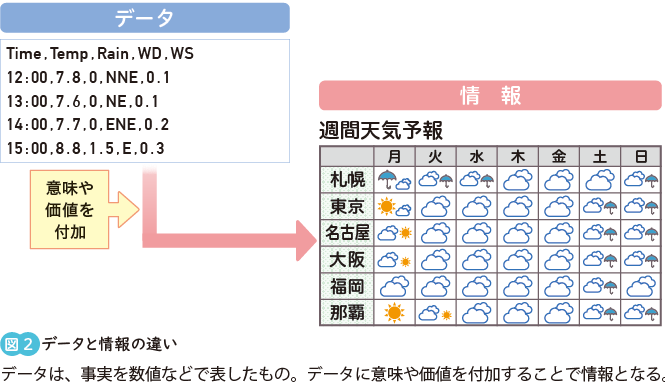 データ
Time,Temp,Rain,WD,WS
12:00,7.8,0,NNE,0.1
13:00,7.6,0,NE,0.1
14:00,7.7,0,ENE,0.2
15:00,8.8,1.5,E,0.3
意味や
価値を
付加
情 報
週間天気予報
月 火 水 木 金 土 日
札幌
東京
名古屋
大阪
福岡
那覇
図2 データと情報の違い
データは、事実を数値などで表したもの。データに意味や価値を付加することで情報となる。